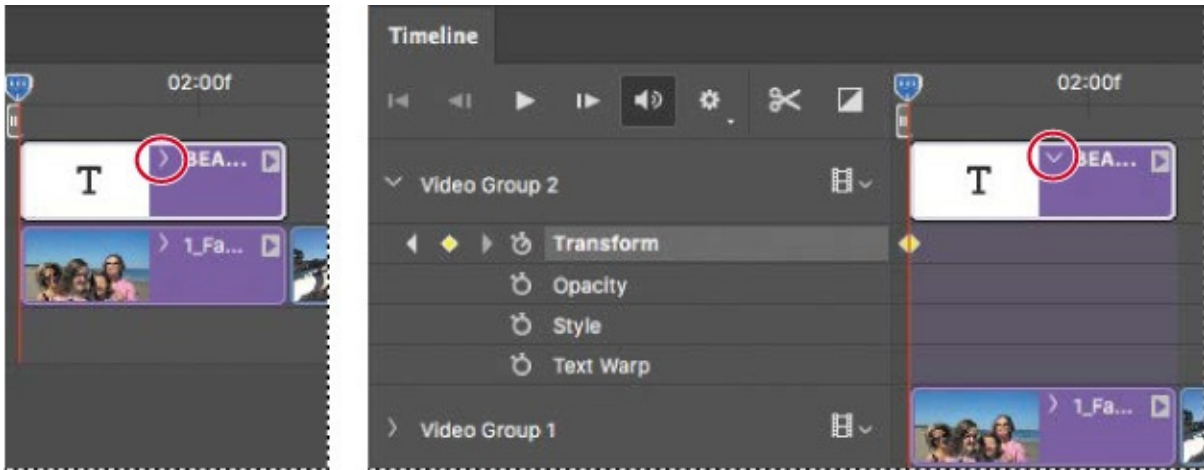 02:00f
T
BEA...
1_Fa...
Timeline
02:00f
Video Group 2
T
BEA...
Transform
Opacity
Style
Text Warp
Video Group 1
1_Fa...